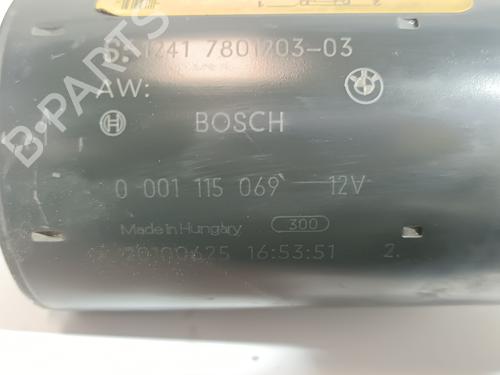 B: 1241 7801203-03
AW:
BOSCH
0 001 115 069 12V
Made in Hungary 300
20100625 16:53:51 2.
B-PARTS